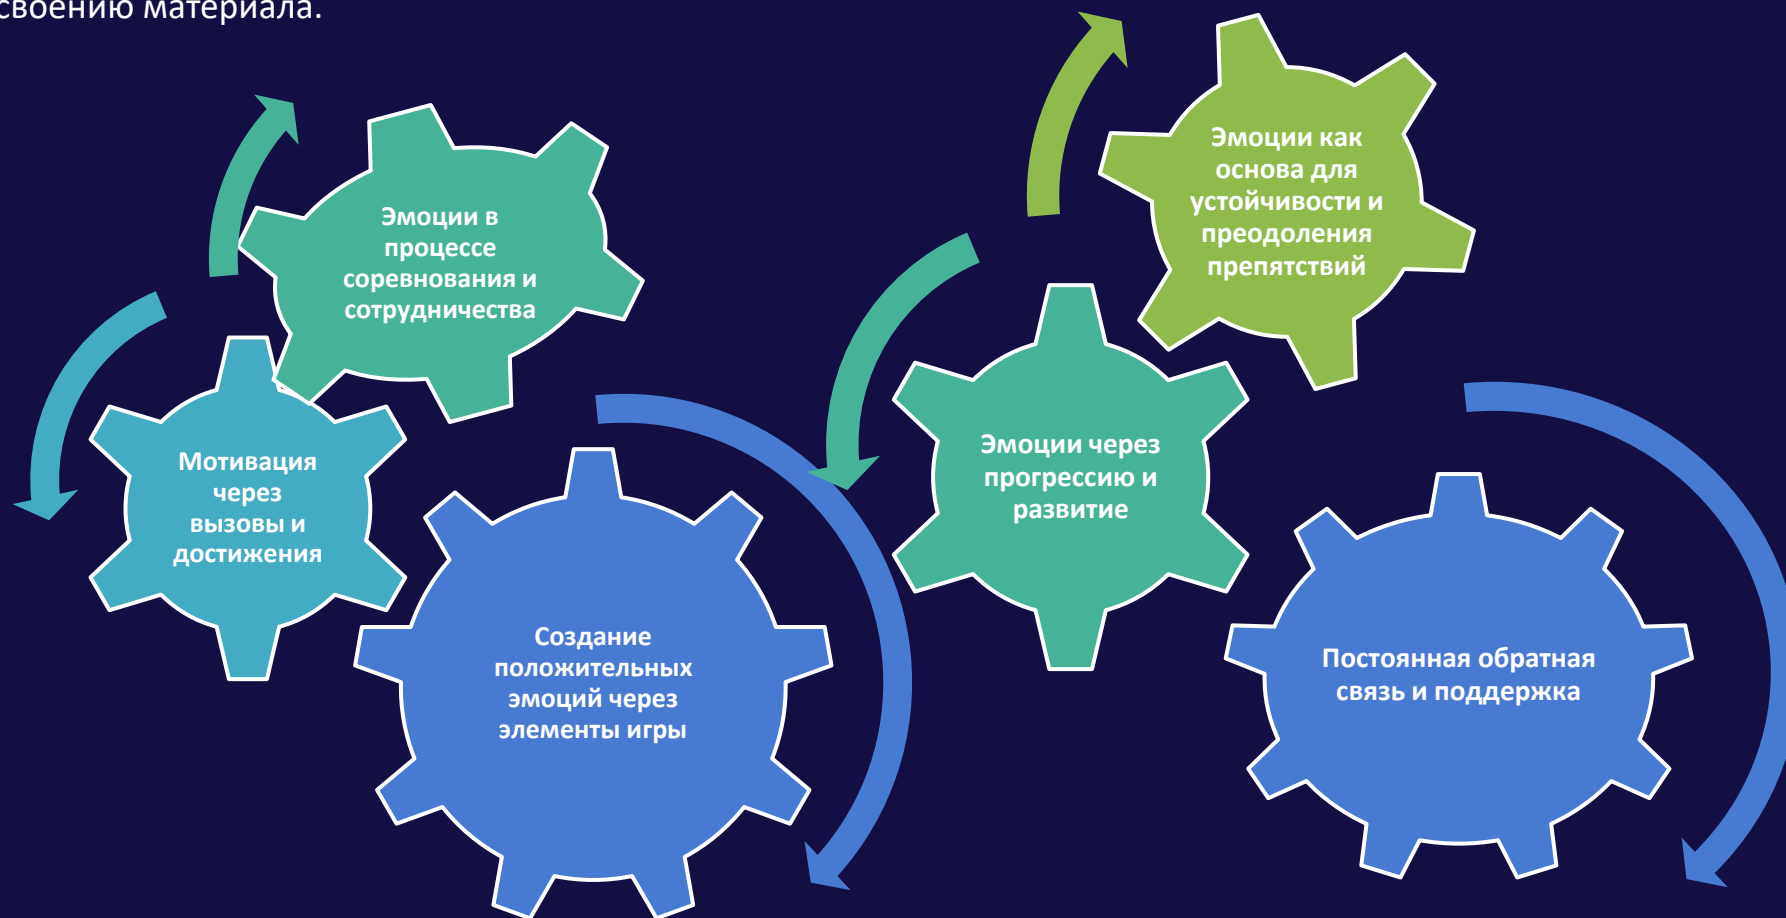 своению материала.
Эмоции в
процессе
соревнования и
сотрудничества
Мотивация
через
вызовы и
достижения
Создание
положительных
эмоций через
элементы игры
Эмоции как
основа для
устойчивости и
преодоления
препятствий
Эмоции через
прогрессию и
развитие
Постоянная обратная
связь и поддержка